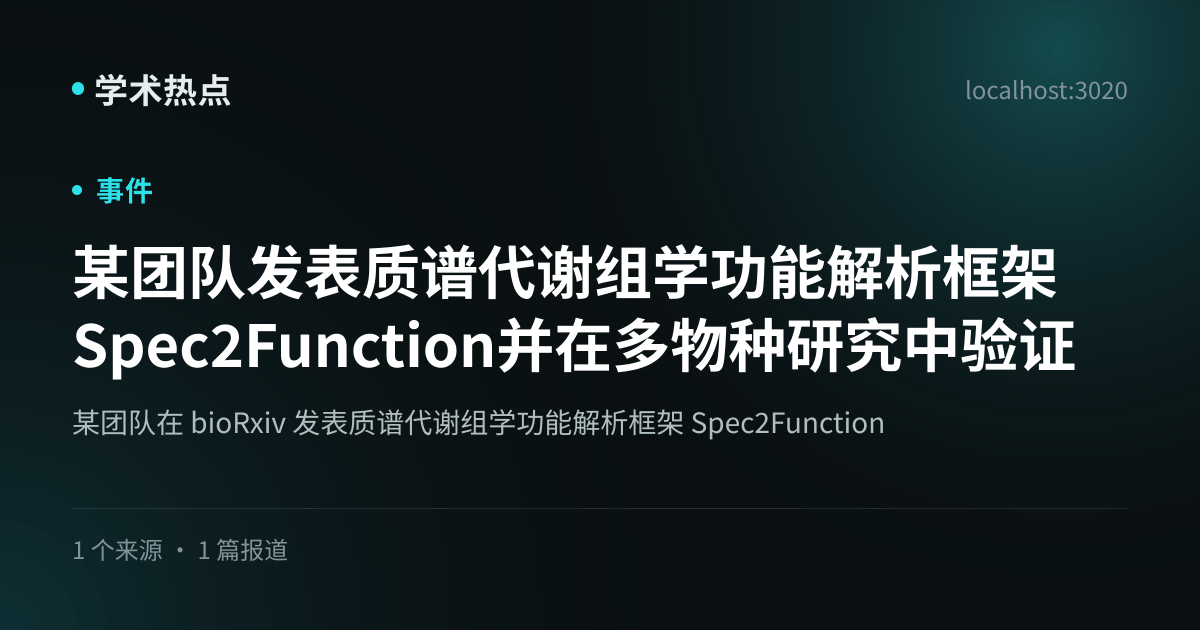 学术热点
localhost:3020
事件
某团队发表质谱代谢组学功能解析框架
Spec2Function并在多物种研究中验证
某团队在 bioRxiv 发表质谱代谢组学功能解析框架 Spec2Function
1 个来源 · 1 篇报道